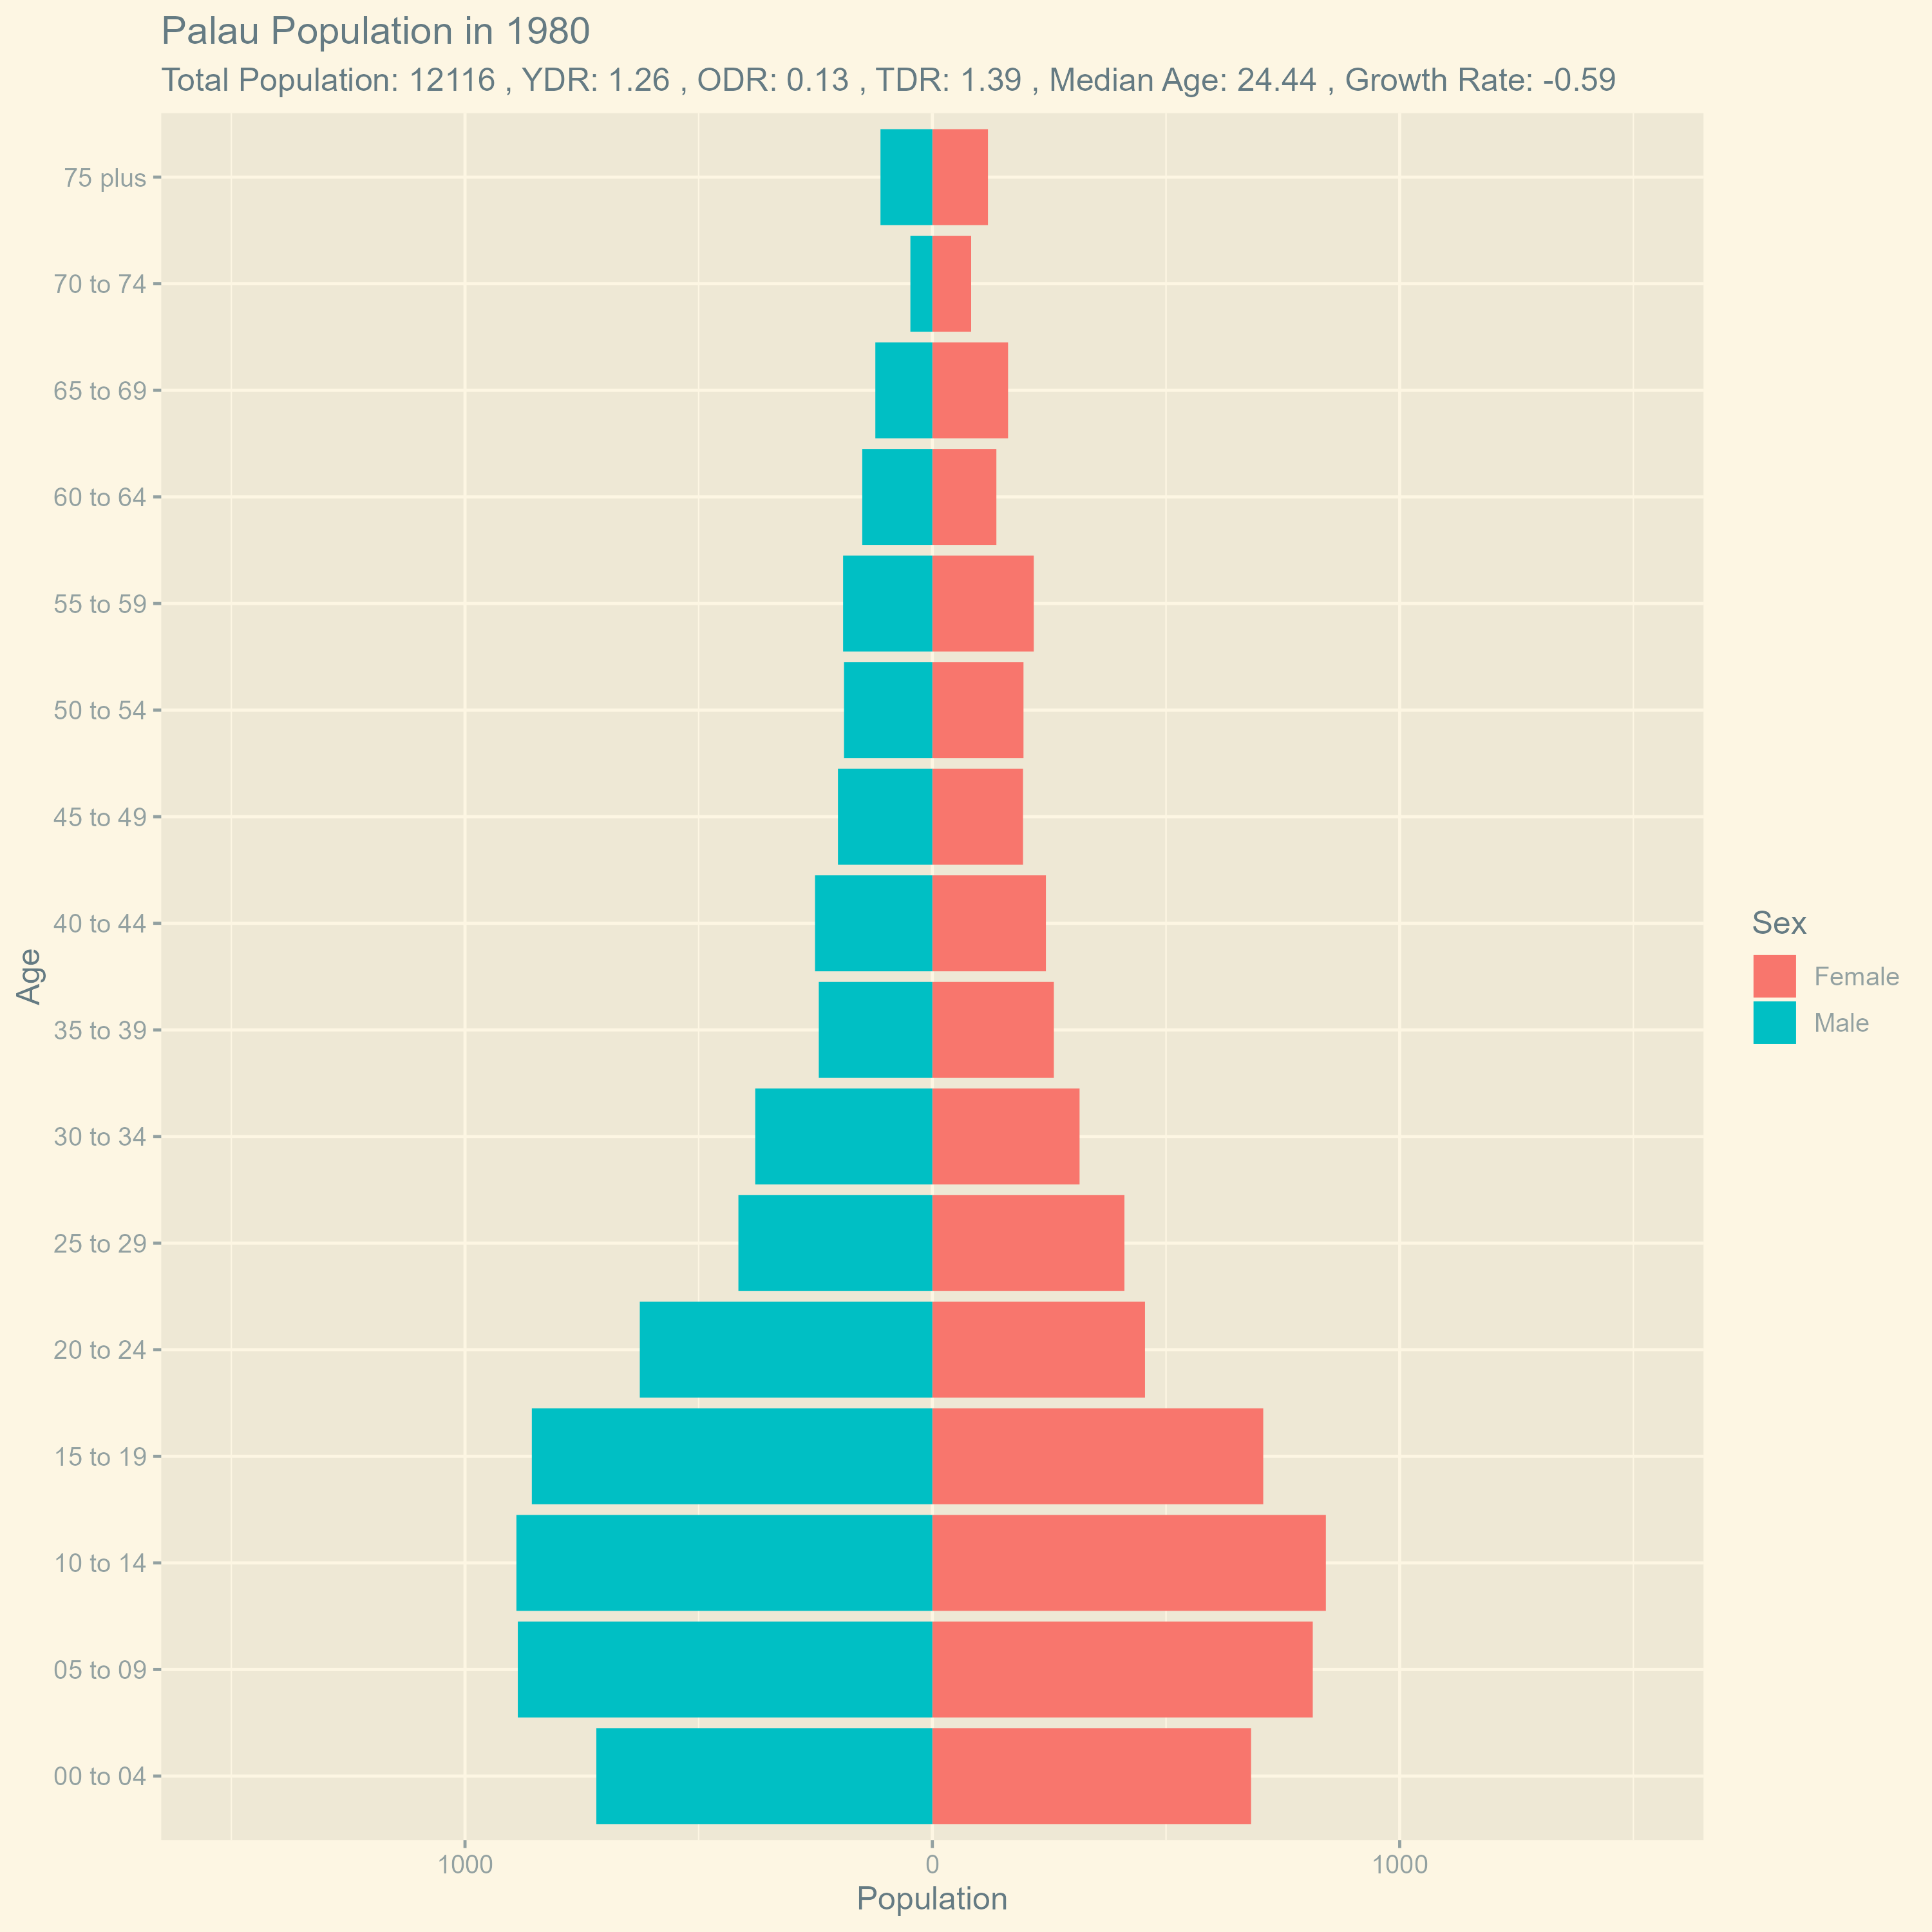 Palau Population in 1980
Total Population: 12116 , YDR: 1.26 , ODR: 0.13 , TDR: 1.39 , Median Age: 24.44 , Growth Rate: -0.59
75 plus
70 to 74
65 to 69
60 to 64
55 to 59
50 to 54
45 to 49
40 to 44
35 to 39
30 to 34
25 to 29
20 to 24
15 to 19
10 to 14
05 to 09
00 to 04
Age
1000 0 1000
Population
Sex
Female
Male